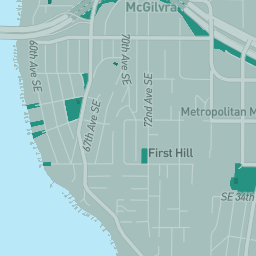 McGilvra
60th Ave SE
70th Ave SE
72nd Ave SE
67th Ave SE
Metropolitan M
First Hill
SE 34th